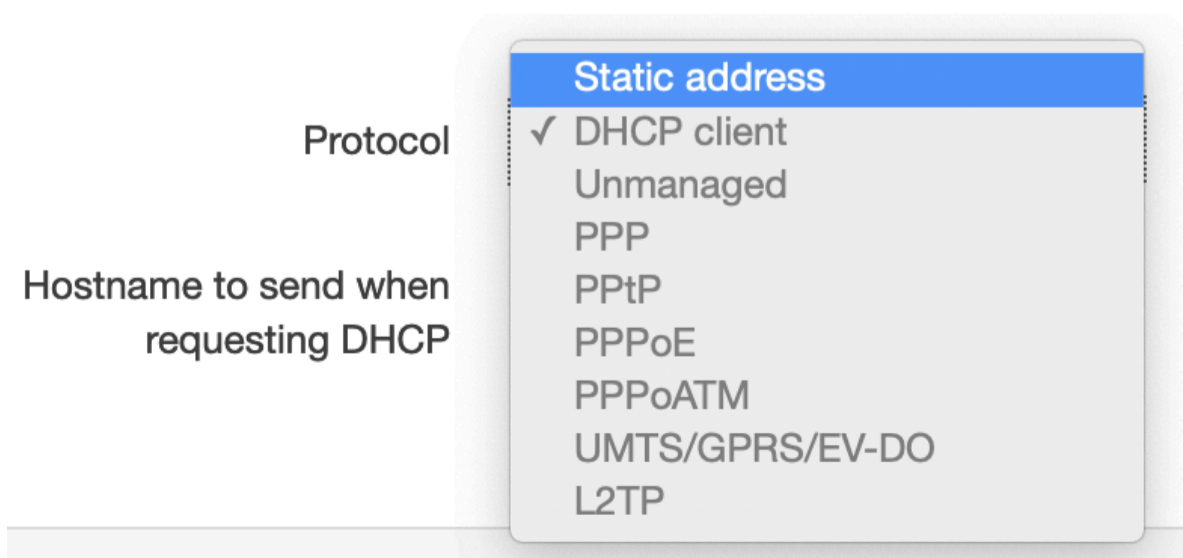 Protocol
Hostname to send when
requesting DHCP
Static address
✓ DHCP client
Unmanaged
PPP
PPtP
PPPoE
PPPoATM
UMTS/GPRS/EV-DO
L2TP